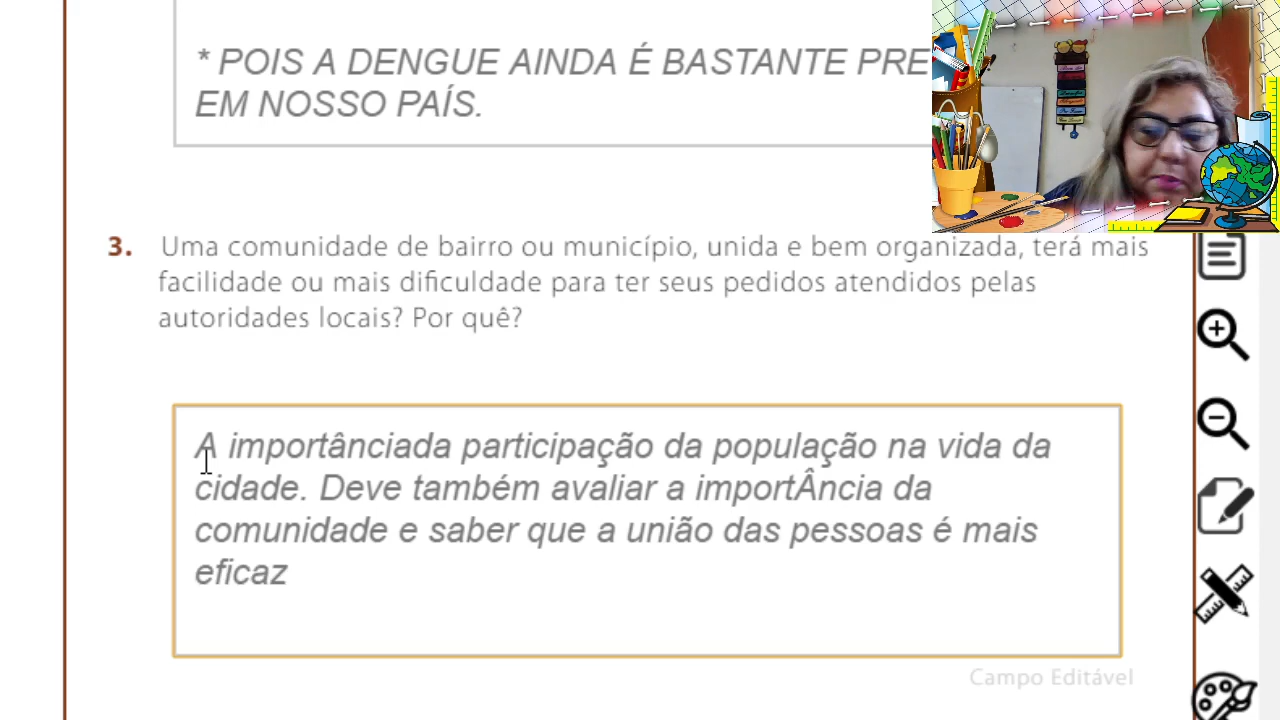 * POIS A DENGUE AINDA É BASTANTE PRE
EM NOSSO PAÍS.
3. Uma comunidade de bairro ou município, unida e bem organizada, terá mais
facilidade ou mais dificuldade para ter seus pedidos atendidos pelas
autoridades locais? Por quê?
A importânciada participação da população na vida da
cidade. Deve também avaliar a importÂncia da
comunidade e saber que a união das pessoas é mais
eficaz
Campo Editável